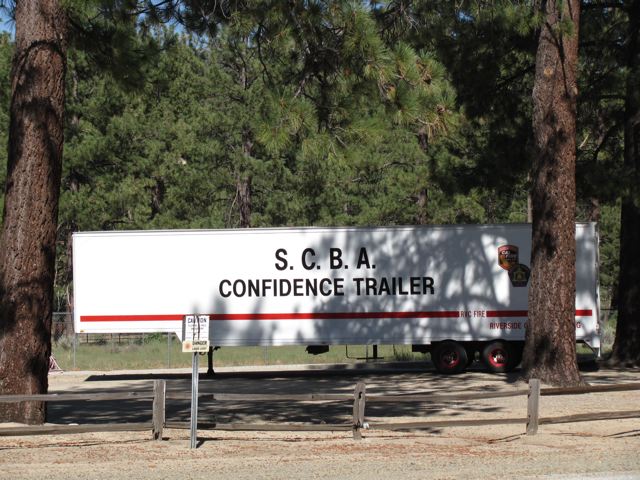 S. C. B. A.
CONFIDENCE TRAILER
RVC FIRE
RIVERSIDE
CAUTION